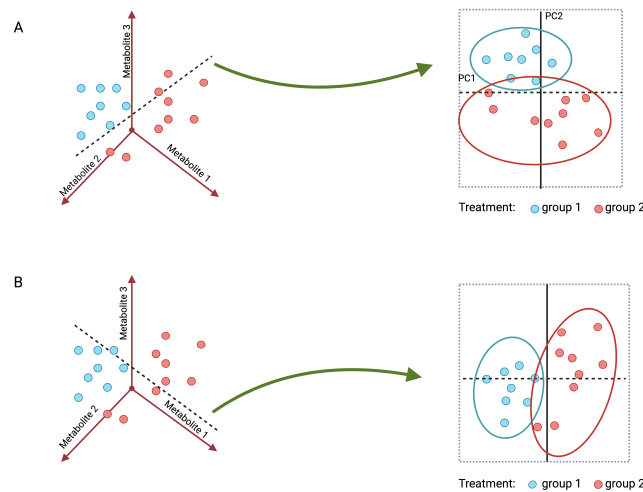 A
Metabolite 3
Metabolite 2
Metabolite 1
PC2
PC1
Treatment: group 1 group 2
B
Metabolite 3
Metabolite 2
Metabolite 1
Treatment: group 1 group 2